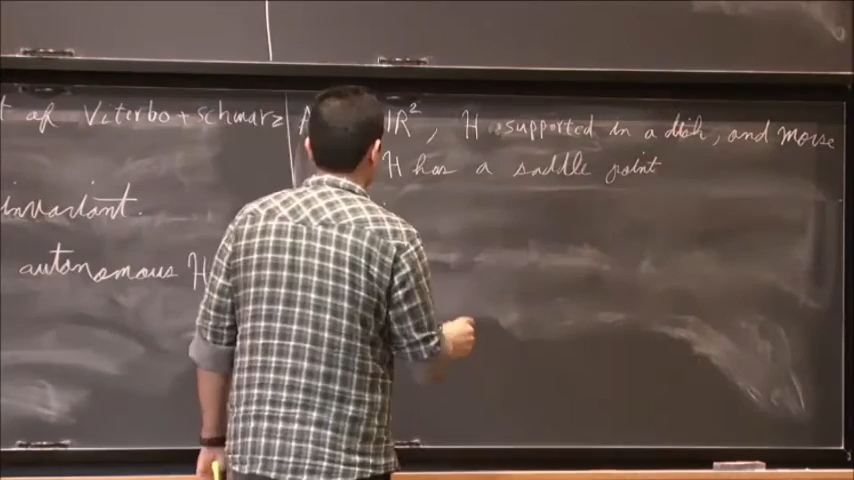 of Viterbo + Schwarz
invariant.
autonomous H
IR², H supported in a disk, and Morse
H has a saddle point